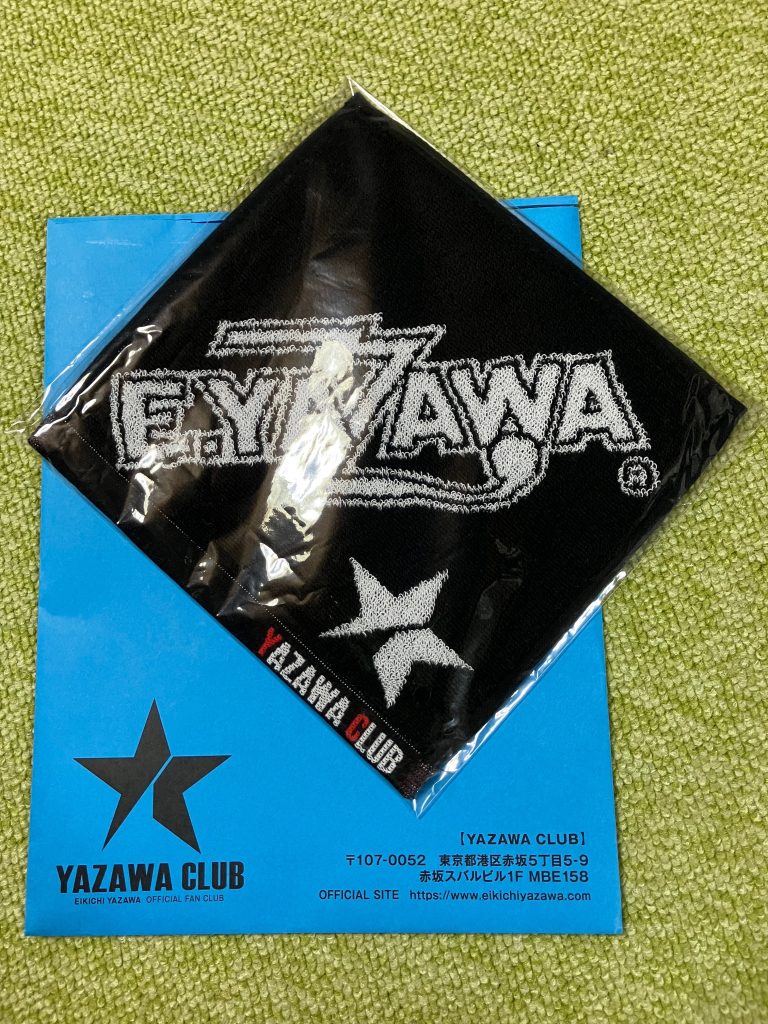 E.YAZAWA
®
YAZAWA CLUB
YAZAWA CLUB
EIKICHI YAZAWA OFFICIAL FAN CLUB
【YAZAWA CLUB】
〒107-0052 東京都港区赤坂5丁目5-9
赤坂スバルビル1F MBE158
OFFICIAL SITE https://www.eikichiyazawa.com